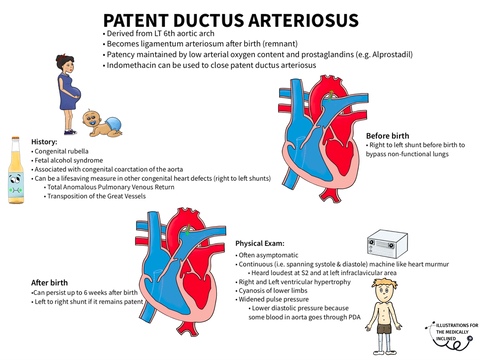 PATENT DUCTUS ARTERIOSUS
• Derived from LT 6th aortic arch
• Becomes ligamentum arteriosum after birth (remnant)
• Patency maintained by low arterial oxygen content and prostaglandins (e.g. Alprostadil)
• Indomethacin can be used to close patent ductus arteriosus
Before birth
• Right to left shunt before birth to
bypass non-functional lungs
History:
• Congenital rubella
• Fetal alcohol syndrome
• Associated with congenital coarctation of the aorta
• Can be a lifesaving measure in other congenital heart defects (right to left shunts)
• Total Anomalous Pulmonary Venous Return
• Transposition of the Great Vessels
After birth
•Can persist up to 6 weeks after birth
• Left to right shunt if it remains patent
Physical Exam:
• Often asymptomatic
• Continuous (i.e. spanning systole & diastole) machine like heart murmur
• Heard loudest at S2 and at left infraclavicular area
• Right and Left ventricular hypertrophy
• Cyanosis of lower limbs
• Widened pulse pressure
• Lower diastolic pressure because
some blood in aorta goes through PDA
ILLUSTRATIONS FOR
THE MEDICALLY
INCLINED